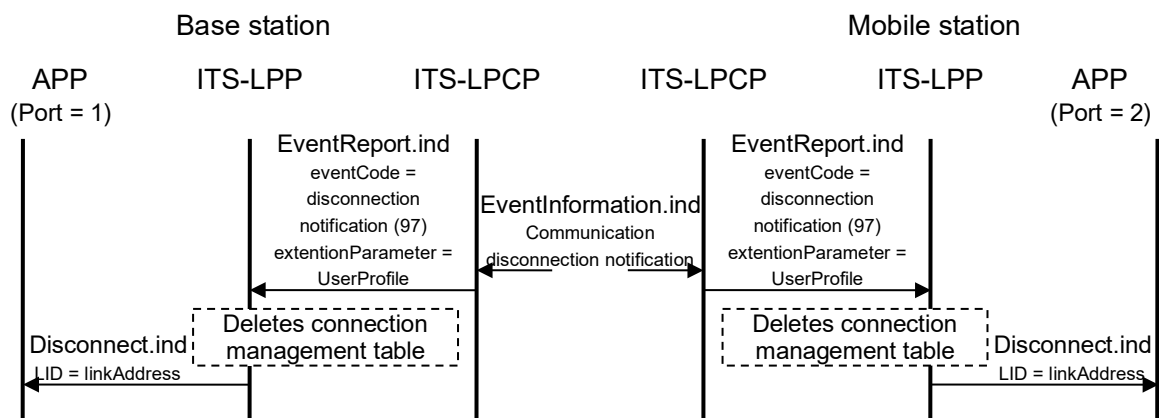 Base station
Mobile station
APP
ITS-LPP
ITS-LPCP
ITS-LPCP
ITS-LPP
APP
(Port = 1)
(Port = 2)
EventReport.ind
eventCode =
disconnection
notification (97)
extentionParameter =
UserProfile
EventInformation.ind
Communication
disconnection notification
EventReport.ind
eventCode =
disconnection
notification (97)
extentionParameter =
UserProfile
Deletes connection
management table
Deletes connection
management table
Disconnect.ind
LID = linkAddress
Disconnect.ind
LID = linkAddress